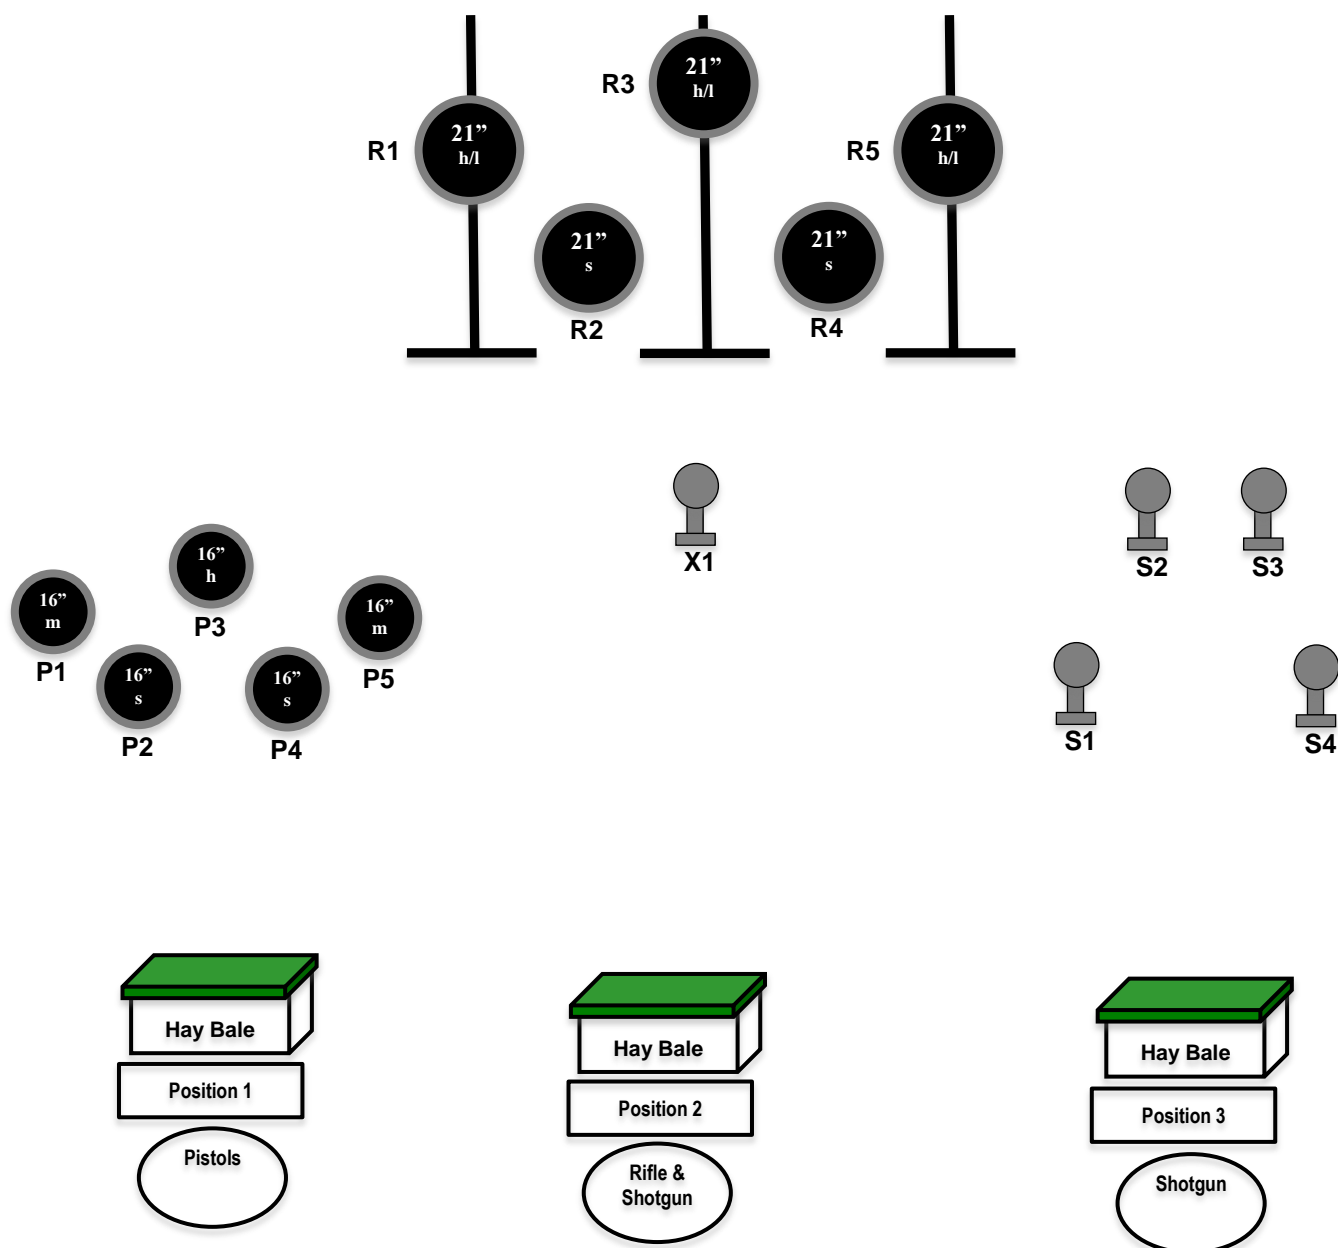 21”
h/l
R3
21”
h/l
R1
21”
h/l
R5
21”
s
R2
21”
s
R4
X1
S2
S3
16”
h
P3
16”
m
P1
16”
m
P5
16”
s
P2
16”
s
P4
S1
S4
Hay Bale
Position 1
Pistols
Hay Bale
Position 2
Rifle &
Shotgun
Hay Bale
Position 3
Shotgun